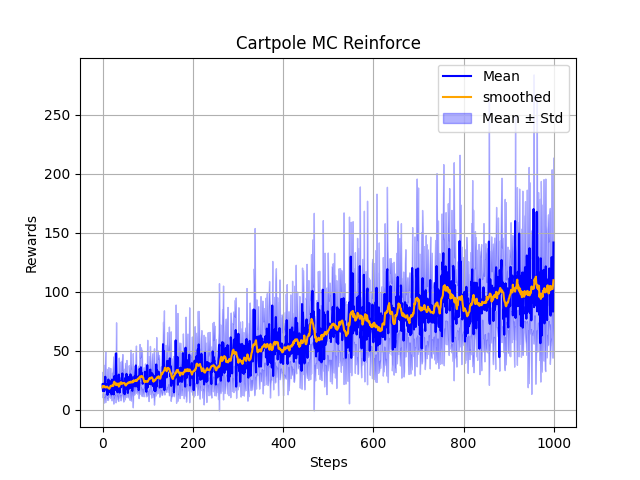 Cartpole MC Reinforce
Mean
smoothed
Mean ± Std
Rewards
250
200
150
100
50
0
0 200 400 600 800 1000
Steps